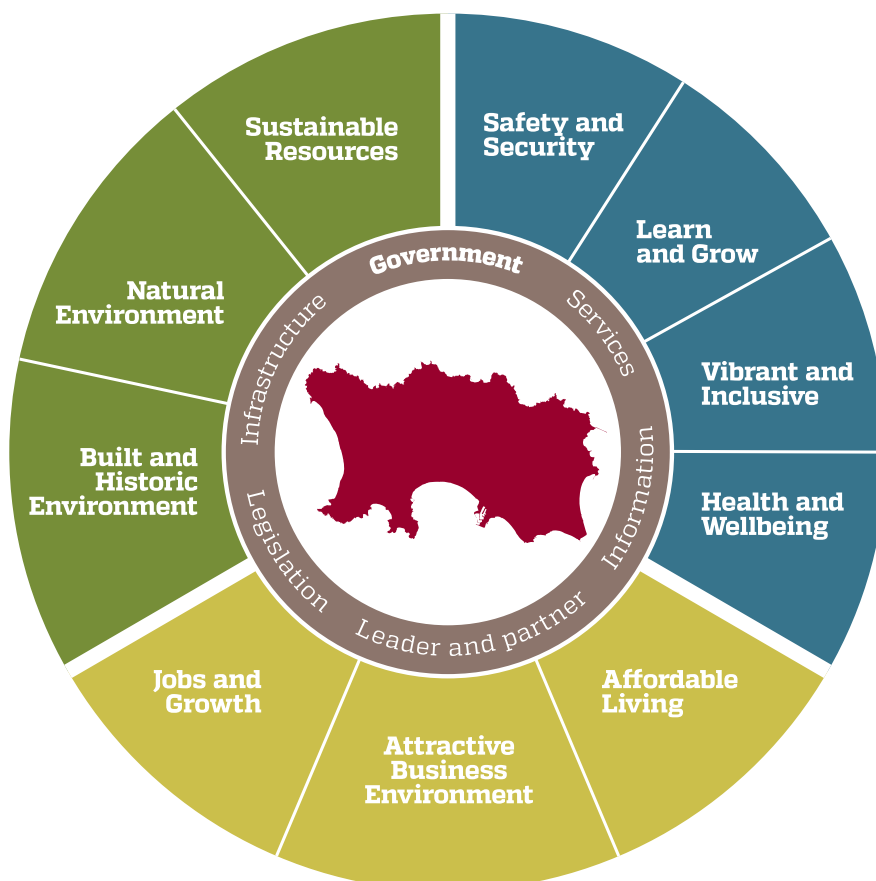 Sustainable
Resources
Safety and
Security
Learn
and Grow
Vibrant and
Inclusive
Health and
Wellbeing
Affordable
Living
Attractive
Business
Environment
Jobs and
Growth
Built and
Historic
Environment
Natural
Environment
Government
Services
Information
Leader and partner
Legislation
Infrastructure